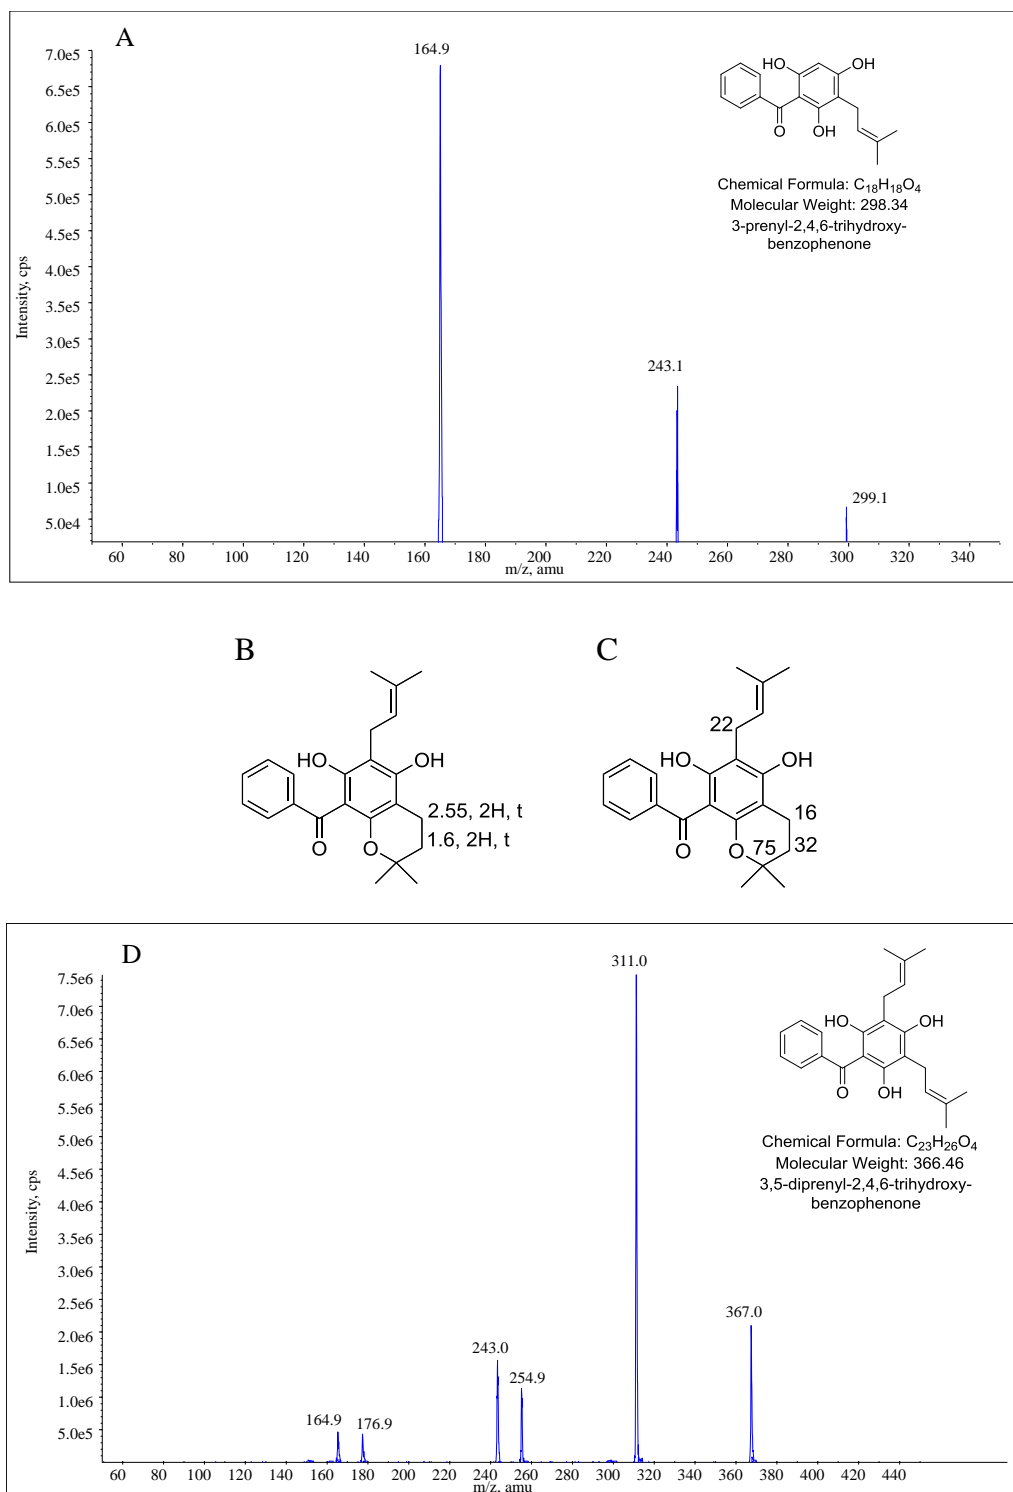 A
164.9
7.0e5
6.5e5
6.0e5
5.5e5
5.0e5
4.5e5
4.0e5
3.5e5
3.0e5
2.5e5
2.0e5
1.5e5
1.0e5
5.0e4
Intensity, cps
243.1
299.1
60 80 100 120 140 160 180 200 220 240 260 280 300 320 340
m/z, amu
HO OH
O OH
Chemical Formula: C₁₈H₁₈O₄
Molecular Weight: 298.34
3-prenyl-2,4,6-trihydroxy-
benzophenone
B
HO OH
2.55, 2H, t
1.6, 2H, t
O O
C
22
HO OH
16
75 32
O O
D
311.0
7.5e6
7.0e6
6.5e6
6.0e6
5.5e6
5.0e6
4.5e6
4.0e6
3.5e6
3.0e6
2.5e6
2.0e6
1.5e6
1.0e6
5.0e5
Intensity, cps
367.0
243.0
254.9
164.9
176.9
60 80 100 120 140 160 180 200 220 240 260 280 300 320 340 360 380 400 420 440
m/z, amu
HO OH
O OH
Chemical Formula: C₂₃H₂₆O₄
Molecular Weight: 366.46
3,5-diprenyl-2,4,6-trihydroxy-
benzophenone